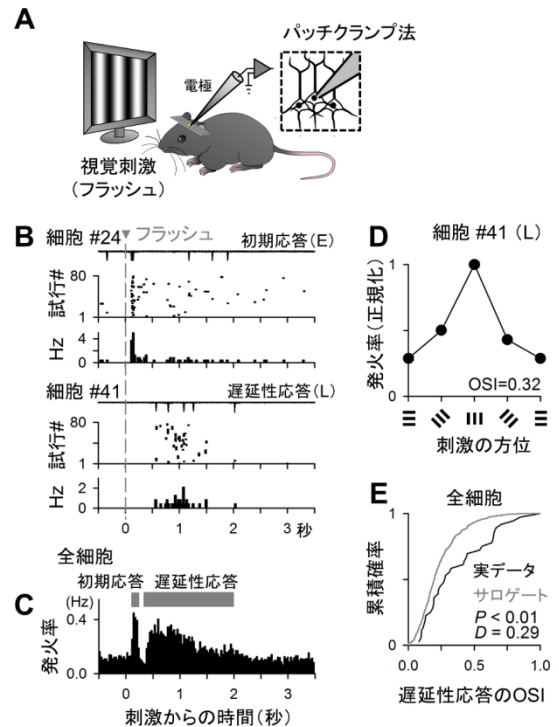 A
パッチクランプ法
電極
視覚刺激
(フラッシュ)
B 細胞 #24 フラッシュ 初期応答(E)
試行#
80
1
Hz
4
2
0
細胞 #41 遅延性応答(L)
試行#
80
1
Hz
2
0
0 1 2 3 秒
全細胞
初期応答 遅延性応答
C (Hz)
発火率
0.4
0.0
0 1 2 3
刺激からの時間(秒)
D 細胞 #41 (L)
発火率(正規化)
1
0
OSI=0.32
刺激の方位
E 全細胞
累積確率
1
0
実データ
サロゲート
P < 0.01
D = 0.29
0.0 0.5 1.0
遅延性応答のOSI